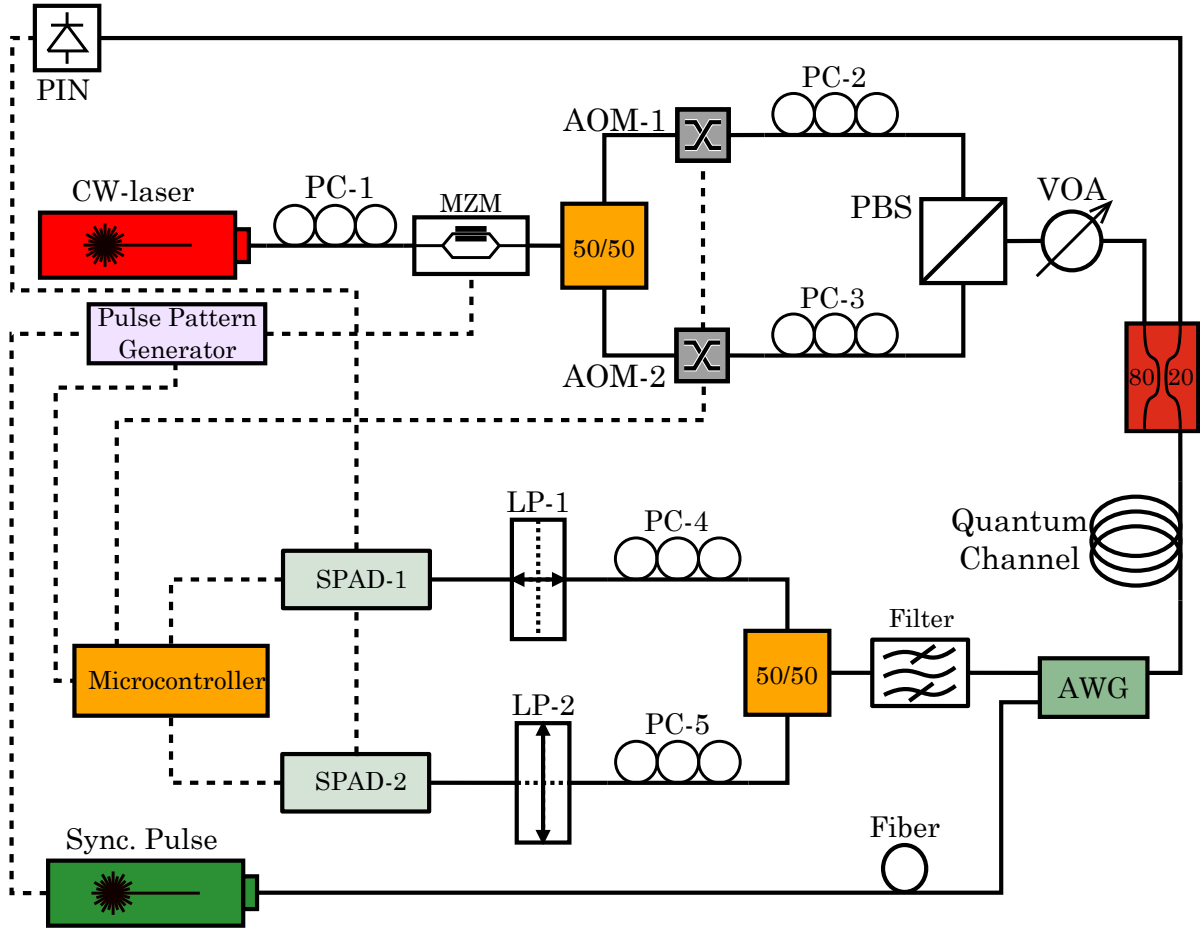 PIN
PC-2
AOM-1
CW-laser
PC-1
MZM
PBS
VOA
50/50
PC-3
Pulse Pattern
Generator
AOM-2
80
20
LP-1
PC-4
Quantum
Channel
SPAD-1
Filter
Microcontroller
50/50
AWG
LP-2
PC-5
SPAD-2
Sync. Pulse
Fiber